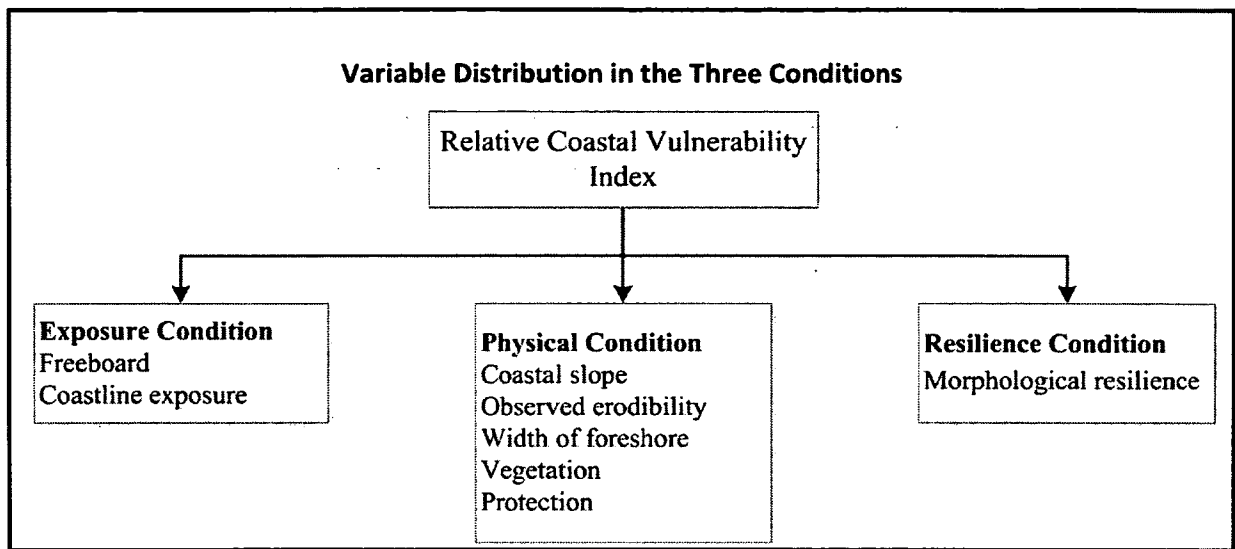 Variable Distribution in the Three Conditions
Relative Coastal Vulnerability
Index
Exposure Condition
Freeboard
Coastline exposure
Physical Condition
Coastal slope
Observed erodibility
Width of foreshore
Vegetation
Protection
Resilience Condition
Morphological resilience